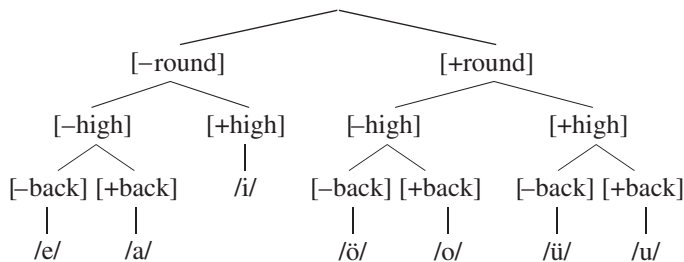 [–round] [+round]
[–high] [+high] [–high] [+high]
[–back] [+back] /i/ [–back] [+back] [–back] [+back]
/e/ /a/ /ö/ /o/ /ü/ /u/